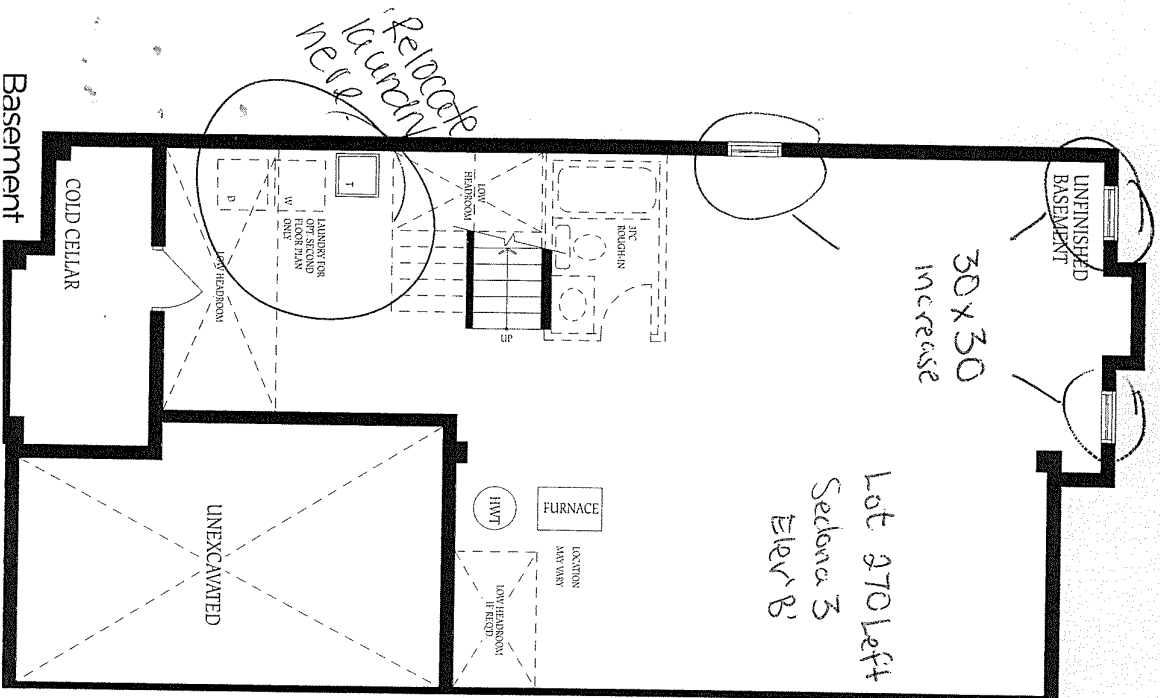 Basement
COLD CELLAR
Relocate
laundry
here
D
W
T
LAUNDRY FOR
OPT. SECOND
FLOOR PLAN
ONLY
LOW HEADROOM
LOW
HEADROOM
3PC
ROUGH-IN
UP
UNFINISHED
BASEMENT
30 x 30
increase
Lot 270 Left
Sedona 3
Elev 'B'
FURNACE
HWT
LOCATION
MAY VARY
LOW HEADROOM
IF REQ'D.
UNEXCAVATED